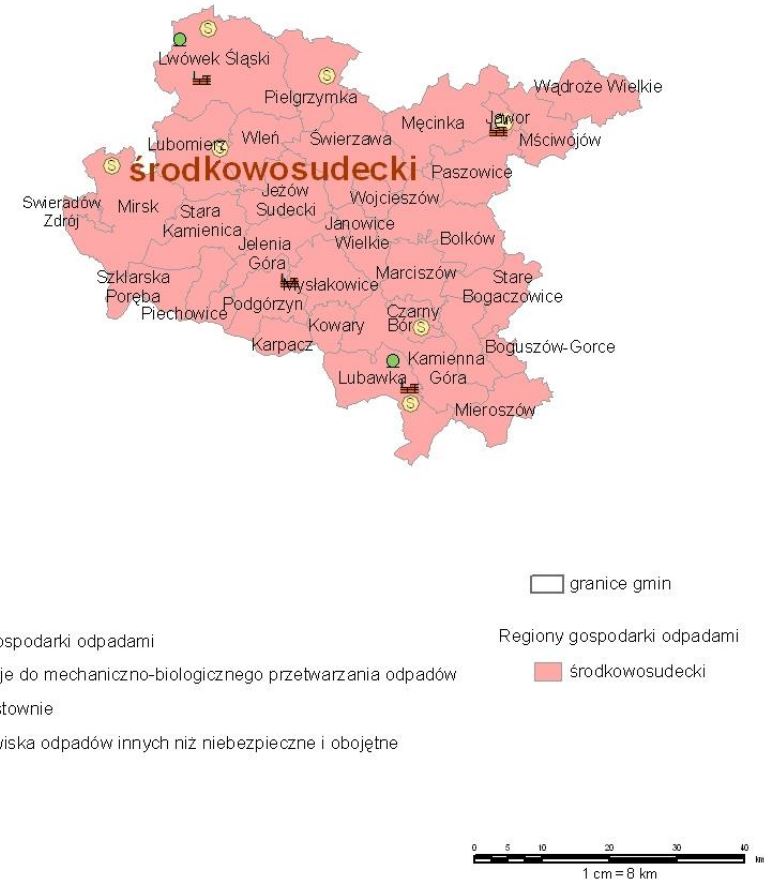 Lwówek Śląski
Pielgrzymka
Wądroże Wielkie
Męcinka
Jawor
Mściwojów
Lubomierz
Wleń
Świerzawa
środkowosudecki
Paszowice
Swieradów
Zdrój
Mirsk
Stara
Kamienica
Jeżów
Sudecki
Wojcieszów
Janowice
Wielkie
Bolków
Jelenia
Góra
Mysłakowice
Marciszów
Stare
Bogaczowice
Szklarska
Poręba
Piechowice
Podgórzyn
Kowary
Czarny
Bór
Karpacz
Boguszów-Gorce
Kamienna
Góra
Lubawka
Mieroszów
S
S
S
S
S
S
granice gmin
ospodarki odpadami
Regiony gospodarki odpadami
je do mechaniczno-biologicznego przetwarzania odpadów
środkowosudecki
stownie
wiska odpadów innych niż niebezpieczne i obojętne
0 5 10 20 30 40
km
1 cm = 8 km